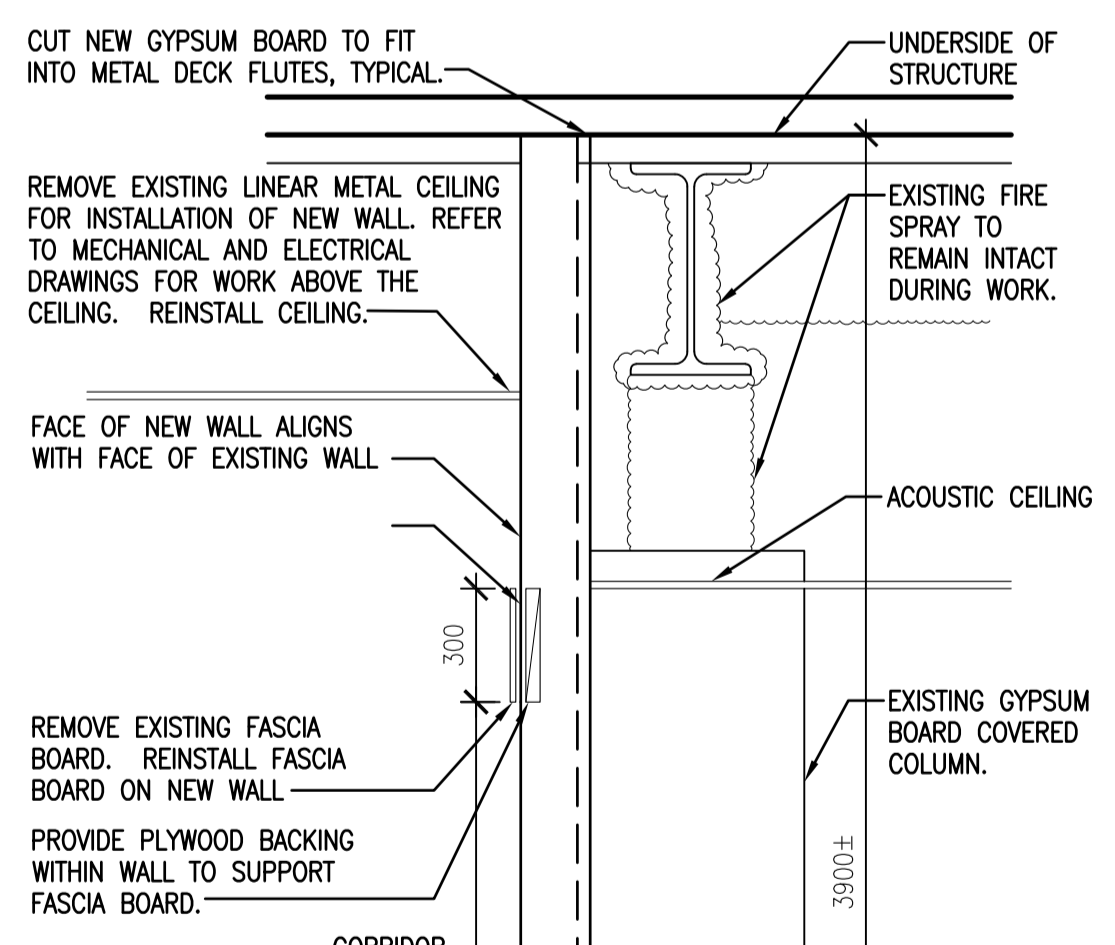 CUT NEW GYPSUM BOARD TO FIT
INTO METAL DECK FLUTES, TYPICAL.
UNDERSIDE OF
STRUCTURE
REMOVE EXISTING LINEAR METAL CEILING
FOR INSTALLATION OF NEW WALL. REFER
TO MECHANICAL AND ELECTRICAL
DRAWINGS FOR WORK ABOVE THE
CEILING. REINSTALL CEILING.
EXISTING FIRE
SPRAY TO
REMAIN INTACT
DURING WORK.
FACE OF NEW WALL ALIGNS
WITH FACE OF EXISTING WALL
ACOUSTIC CEILING
300
REMOVE EXISTING FASCIA
BOARD. REINSTALL FASCIA
BOARD ON NEW WALL
EXISTING GYPSUM
BOARD COVERED
COLUMN.
PROVIDE PLYWOOD BACKING
WITHIN WALL TO SUPPORT
FASCIA BOARD.
3900±
CORRIDOR